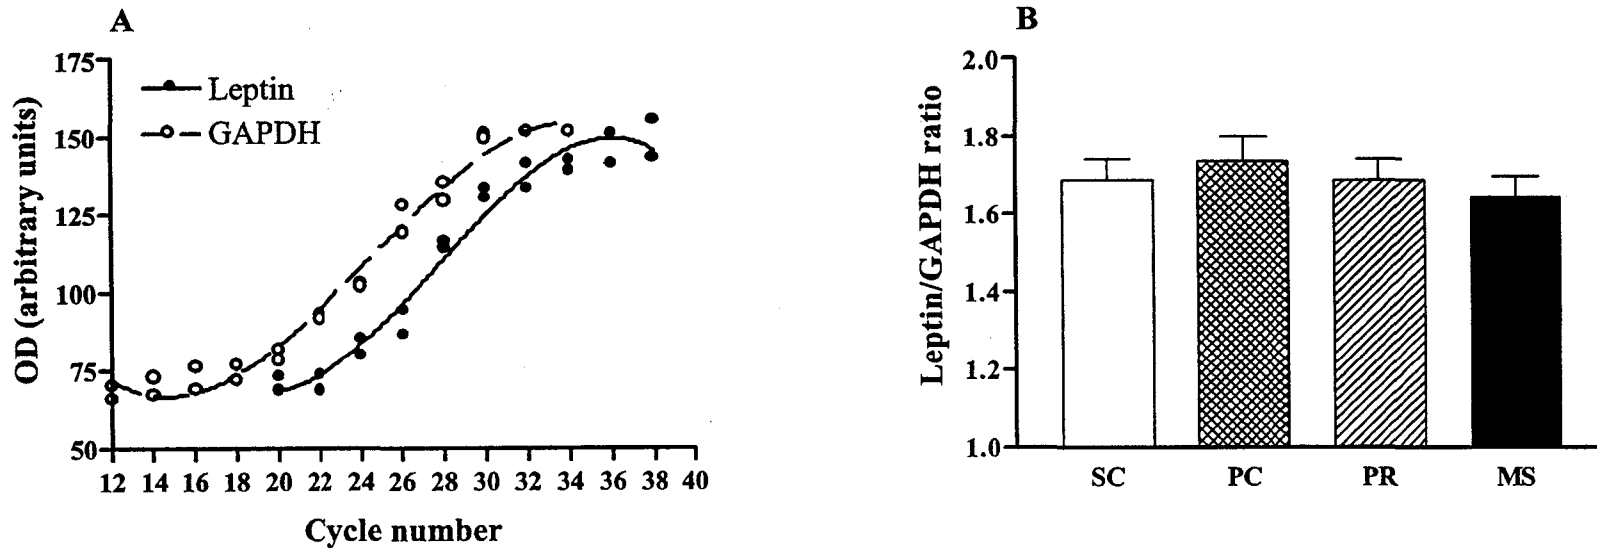 A
OD (arbitrary units)
175
150
125
100
75
50
Leptin
GAPDH
12 14 16 18 20 22 24 26 28 30 32 34 36 38 40
Cycle number
B
Leptin/GAPDH ratio
2.0
1.8
1.6
1.4
1.2
1.0
SC PC PR MS